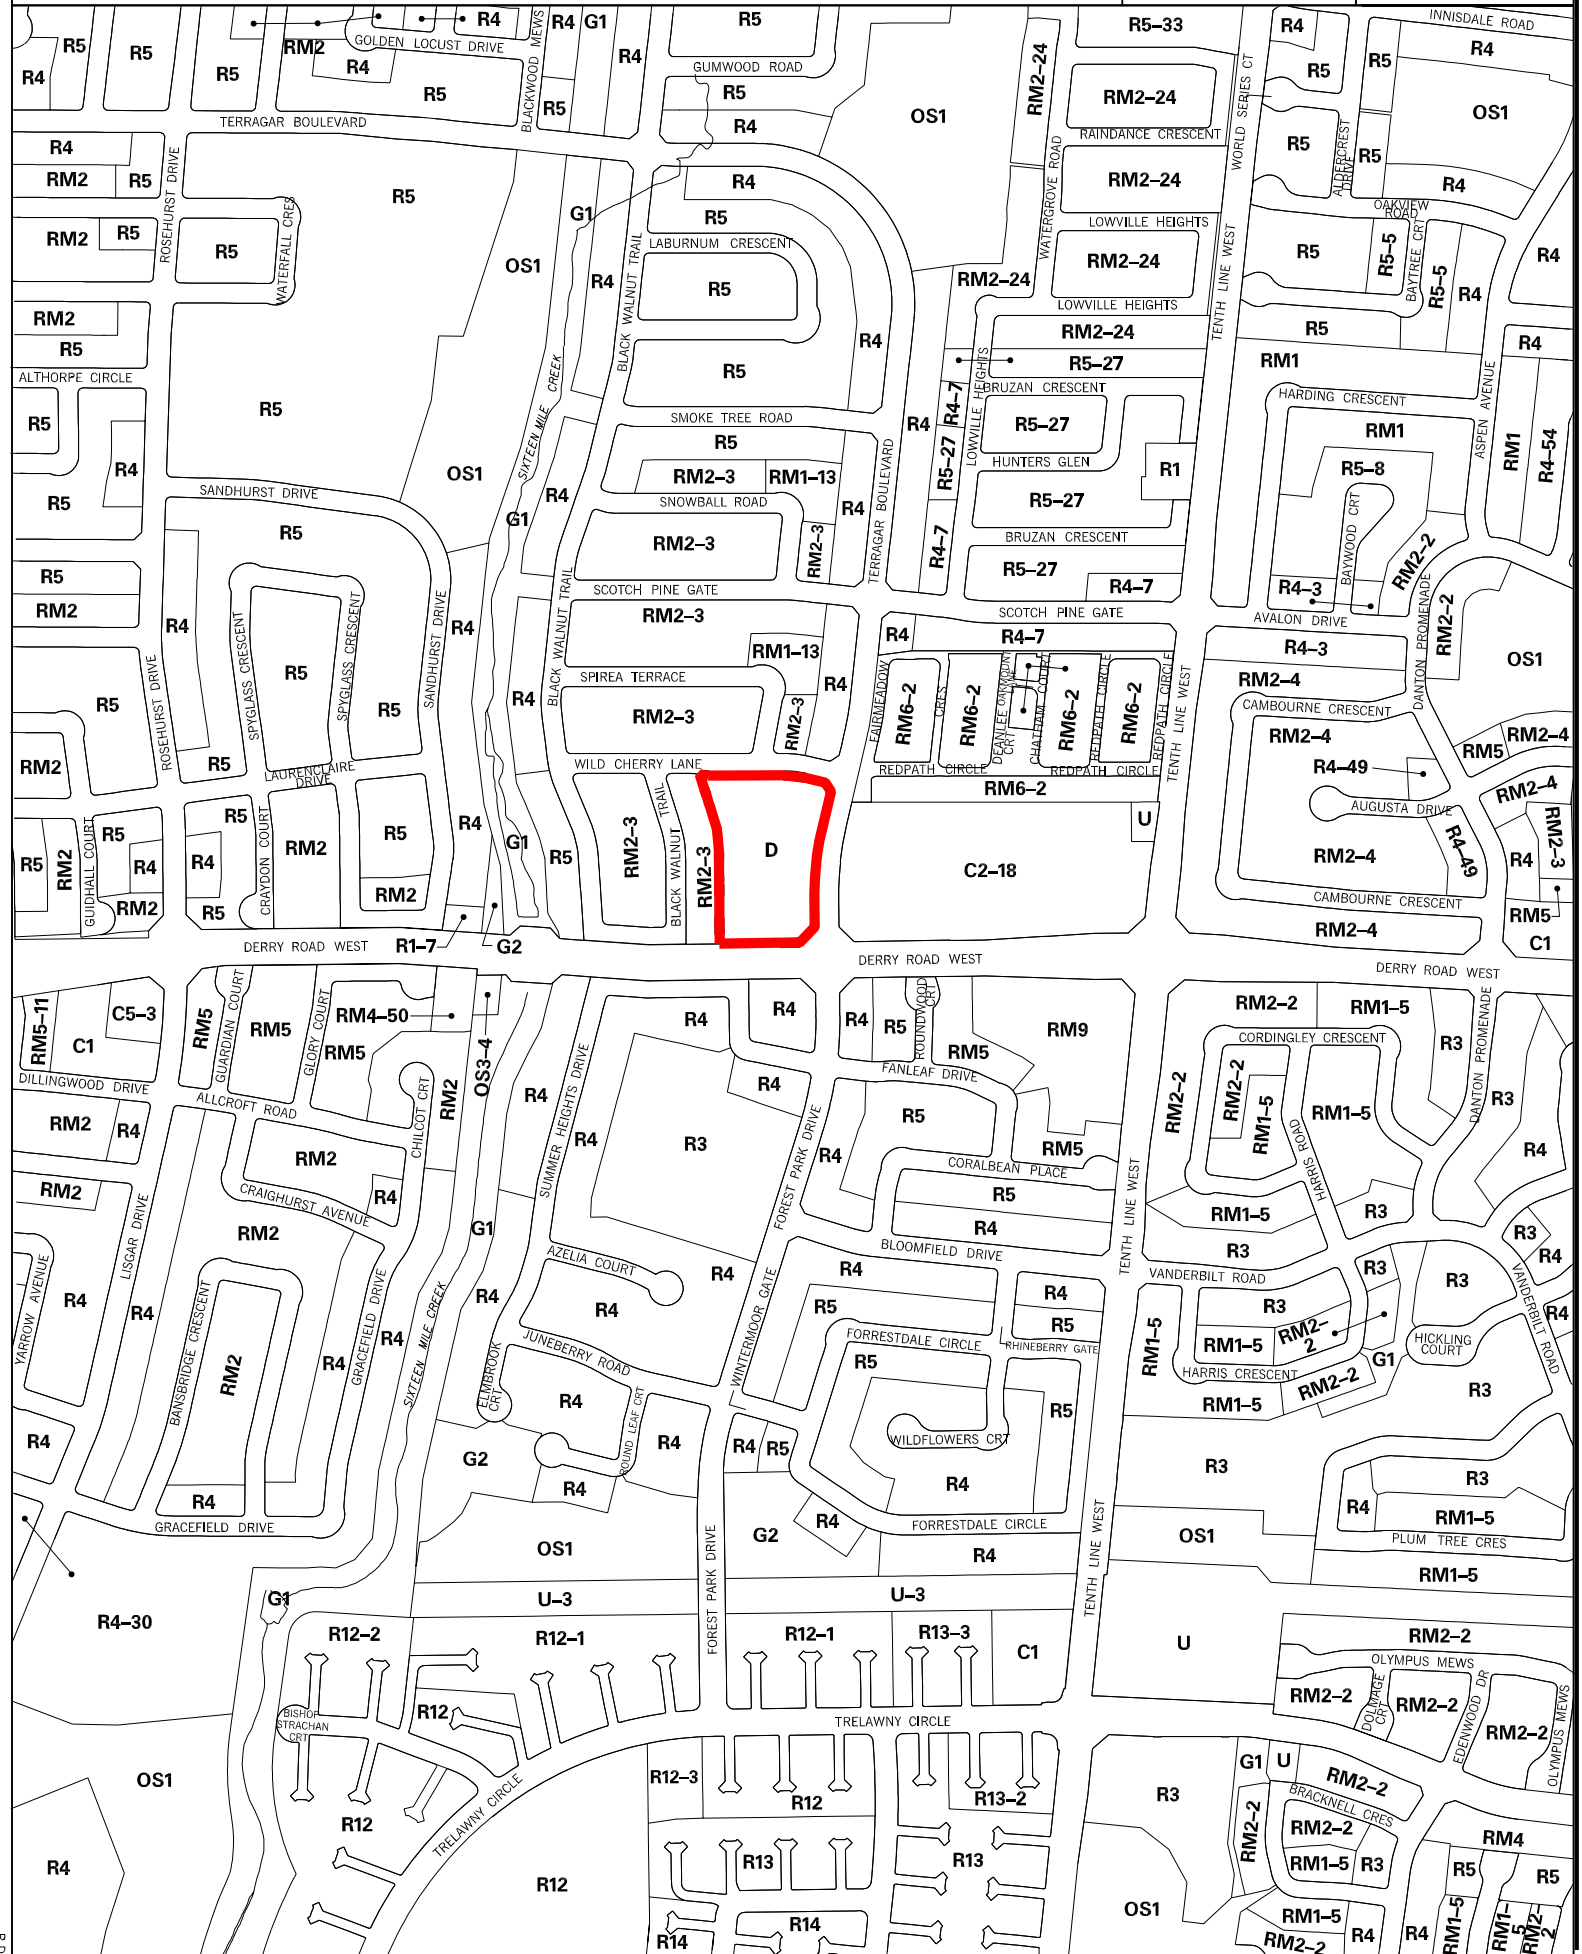 R5
R4
R5
R5
RM2
GOLDEN LOCUST DRIVE
R4
R4
R5
BLACKWOOD MEWS
R4
G1
R4
R5
R5
GUMWOOD ROAD
R5
R4
OS1
RM2-24
R5-33
RM2-24
RAINDANCE CRESCENT
WORLD SERIES CT
R4
R5
R5
INNISDALE ROAD
R4
OS1
TERRAGAR BOULEVARD
R4
RM2
R5
ROSEHURST DRIVE
R5
RM2
R5
R5
WATERFALL CRES
OS1
G1
R4
BLACK WALNUT TRAIL
R4
R5
LABURNUM CRESCENT
R5
R4
WATERGROVE ROAD
RM2-24
LOWVILLE HEIGHTS
RM2-24
RM2-24
LOWVILLE HEIGHTS
RM2-24
TENTH LINE WEST
R5
ALDERCREST
DRIVE
R5
R4
OAKVIEW
ROAD
R5
R5-5
BAYTREE CRT
R5-5
R4
R4
RM2
R5
ALTHORPE CIRCLE
R5
R4
R5
R5
SIXTEEN MILE CREEK
R5
SMOKE TREE ROAD
R5
RM2-3
RM1-13
SNOWBALL ROAD
R4
R5-27
BRUZAN CRESCENT
LOWVILLE HEIGHTS
R4-7
R4
R5-27
R5-27
HUNTERS GLEN
R1
R5-27
R5
RM1
HARDING CRESCENT
RM1
R5-8
ASPEN AVENUE
R4
RM1
R4-54
OS1
SANDHURST DRIVE
R5
G1
R4
RM2-3
RM2-3
TERRAGAR BOULEVARD
R4-7
BRUZAN CRESCENT
R5-27
R4-7
BAYWOOD CRT
RM2-2
R4-3
R5
RM2
R4
SPYGLASS CRESCENT
R5
SPYGLASS CRESCENT
SANDHURST DRIVE
R4
BLACK WALNUT TRAIL
SCOTCH PINE GATE
RM2-3
RM1-13
SCOTCH PINE GATE
R4
R4-7
AVALON DRIVE
R4-3
DANTON PROMENADE
RM2-2
OS1
R5
ROSEHURST DRIVE
R5
R5
R4
SPIREA TERRACE
RM2-3
RM2-3
R4
FAIRMEADOW
CRES
RM6-2
RM6-2
DEANLEE
CRT
OAKMOUNT
CHATHAM COURT
RM6-2
REDPATH CIRCLE
RM6-2
REDPATH CIRCLE
TENTH LINE WEST
RM2-4
CAMBOURNE CRESCENT
RM2-4
R4-49
RM5
RM2-4
RM2
LAURENCLAIRE
DRIVE
WILD CHERRY LANE
REDPATH CIRCLE
REDPATH CIRCLE
RM6-2
U
AUGUSTA DRIVE
RM2-4
R5
RM2
GUIDHALL COURT
R5
R4
RM2
R4
R5
R5
CRAYDON COURT
RM2
R5
RM2
R4
G1
R5
RM2-3
TRAIL
BLACK WALNUT
RM2-3
D
C2-18
RM2-4
R4-49
R4
RM2-3
RM5
C1
CAMBOURNE CRESCENT
RM2-4
DERRY ROAD WEST
R1-7
G2
DERRY ROAD WEST
DERRY ROAD WEST
RM5-11
C5-3
C1
RM5
GUARDIAN COURT
RM5
GLORY COURT
RM4-50
RM5
OS3-4
R4
R4
R4
R5
ROUNDWOOD
CRT
RM5
RM9
RM2-2
RM1-5
CORDINGLEY CRESCENT
R3
DANTON PROMENADE
DILLINGWOOD DRIVE
RM2
R4
ALLCROFT ROAD
CHILCOT CRT
RM2
R4
SUMMER HEIGHTS DRIVE
R4
R4
R3
FANLEAF DRIVE
R5
RM5
RM2-2
RM2-2
RM1-5
RM1-5
R3
R4
RM2
RM2
R4
CRAIGHURST AVENUE
RM2
LISGAR DRIVE
G1
FOREST PARK DRIVE
R4
CORALBEAN PLACE
R5
R4
BLOOMFIELD DRIVE
TENTH LINE WEST
HARRIS ROAD
RM1-5
R3
R3
R3
R4
YARROW AVENUE
R4
R4
BANSBRIDGE CRESCENT
RM2
R4
GRACEFIELD DRIVE
R4
SIXTEEN MILE CREEK
R4
AZELIA COURT
R4
R4
WINTERMOOR GATE
R4
R5
R4
R5
VANDERBILT ROAD
R3
R3
R3
VANDERBILT ROAD
R4
FORRESTDALE CIRCLE
RHINEBERRY GATE
RM1-5
RM1-5
RM2-
2
HARRIS CRESCENT
G1
HICKLING
COURT
ELMBROOK
CRT
JUNEBERRY ROAD
R4
ROUND LEAF CRT
R5
R5
RM1-5
RM2-2
R3
R4
G2
R4
R4
R4
R5
WILDFLOWERS CRT
R4
R3
R3
R4
GRACEFIELD DRIVE
OS1
G2
R4
FORRESTDALE CIRCLE
R4
TENTH LINE WEST
OS1
R4
RM1-5
PLUM TREE CRES
RM1-5
R4-30
G1
U-3
FOREST PARK DRIVE
U-3
U
R12-2
R12-1
R12-1
R13-3
C1
RM2-2
OLYMPUS MEWS
BISHOP
STRACHAN
CRT
R12
TRELAWNY CIRCLE
RM2-2
DOLMAGE
CRT
RM2-2
EDENWOOD DR
RM2-2
OLYMPUS MEWS
OS1
R12
TRELAWNY CIRCLE
R12-3
R12
R13-2
R3
G1
U
RM2-2
BRACKNELL CRES
R4
R12
R13
R13
RM2-2
RM2-2
RM1-5
R3
RM4
R5
R5
R14
R14
OS1
RM1-5
RM2-2
R4
R4
RM1-5
RM1-
5
RM2-
2